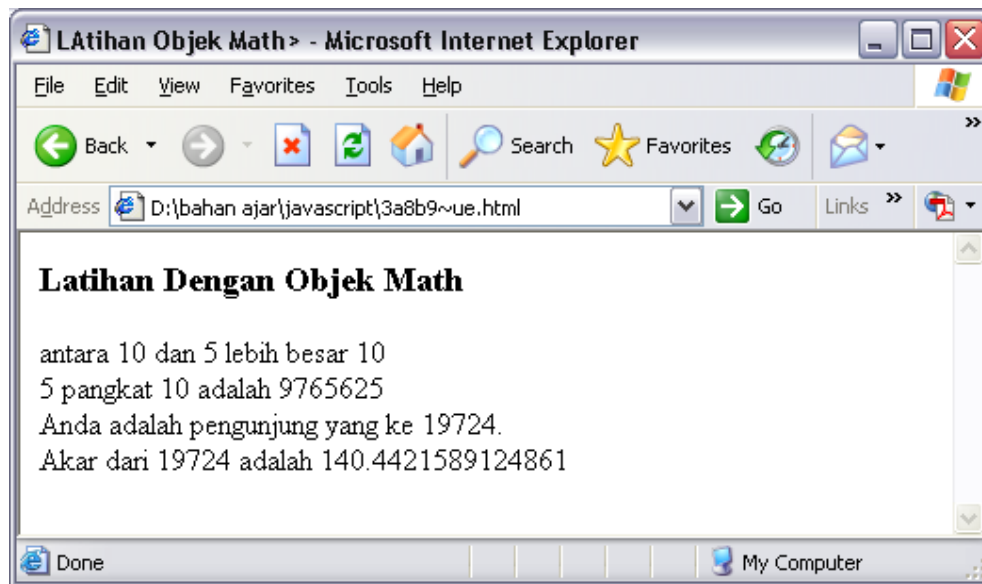 LAtihan Objek Math> - Microsoft Internet Explorer
File Edit View Favorites Tools Help
Back Search Favorites »
Address D:\bahan ajar\javascript\3a8b9~ue.html Go Links »
Latihan Dengan Objek Math
antara 10 dan 5 lebih besar 10
5 pangkat 10 adalah 9765625
Anda adalah pengunjung yang ke 19724.
Akar dari 19724 adalah 140.4421589124861
Done My Computer